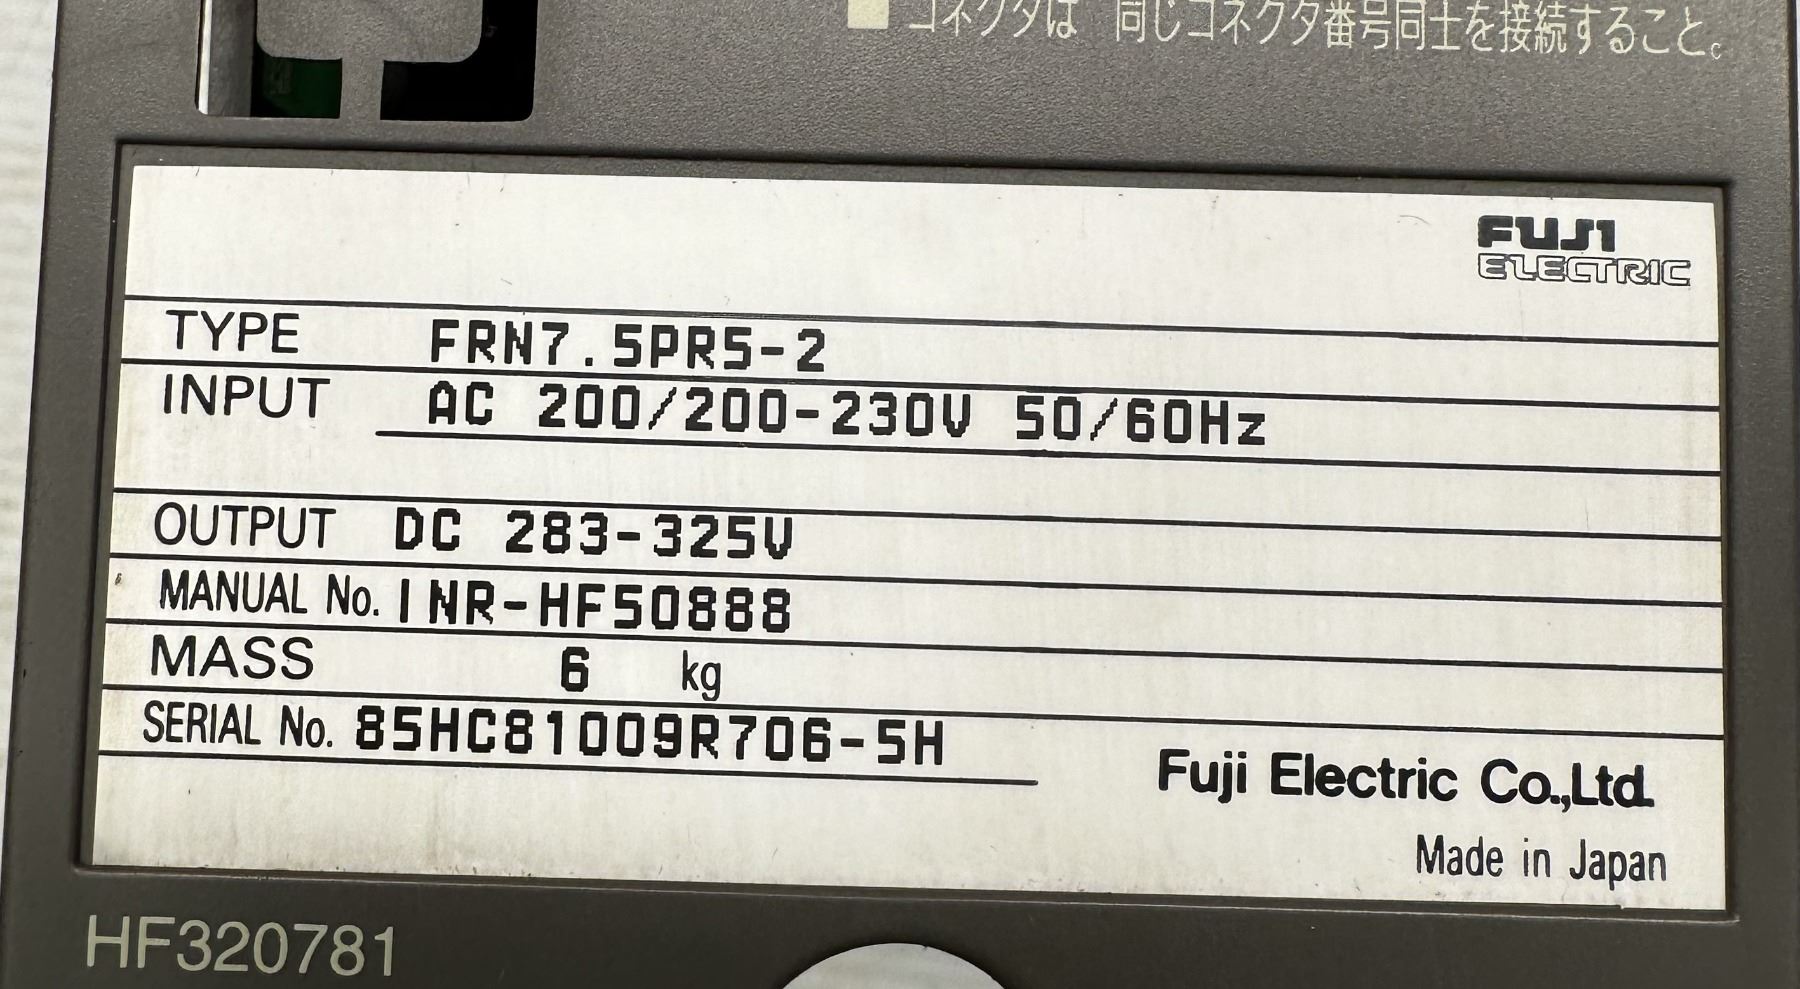 コネクタは 同じコネクタ番号同士を接続すること。
FUJI
ELECTRIC
TYPE FRN7.5PR5-2
INPUT AC 200/200-230V 50/60Hz
OUTPUT DC 283-325V
MANUAL No. INR-HF50888
MASS 6 kg
SERIAL No. 85HC81009R706-5H
Fuji Electric Co.,Ltd.
Made in Japan
HF320781